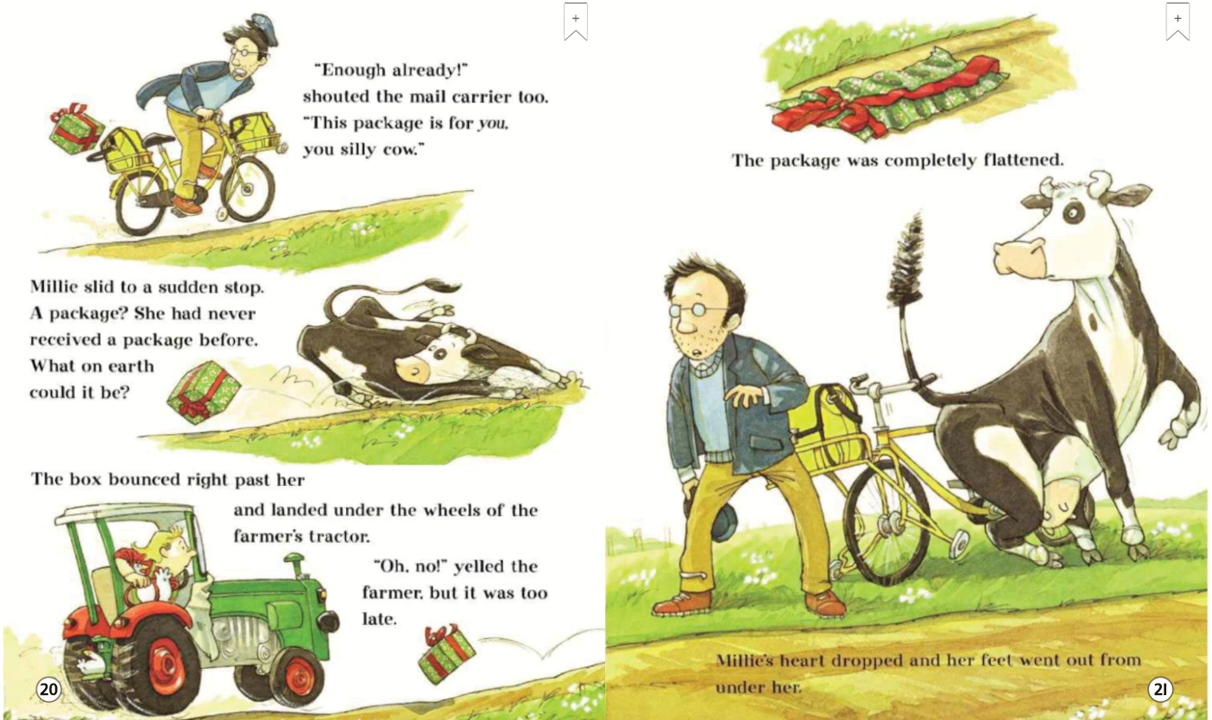 "Enough already!"
shouted the mail carrier too.
"This package is for you,
you silly cow."
Millie slid to a sudden stop.
A package? She had never
received a package before.
What on earth
could it be?
The box bounced right past her
and landed under the wheels of the
farmer's tractor.
"Oh, no!" yelled the
farmer, but it was too
late.
20
The package was completely flattened.
Millie's heart dropped and her feet went out from
under her.
21